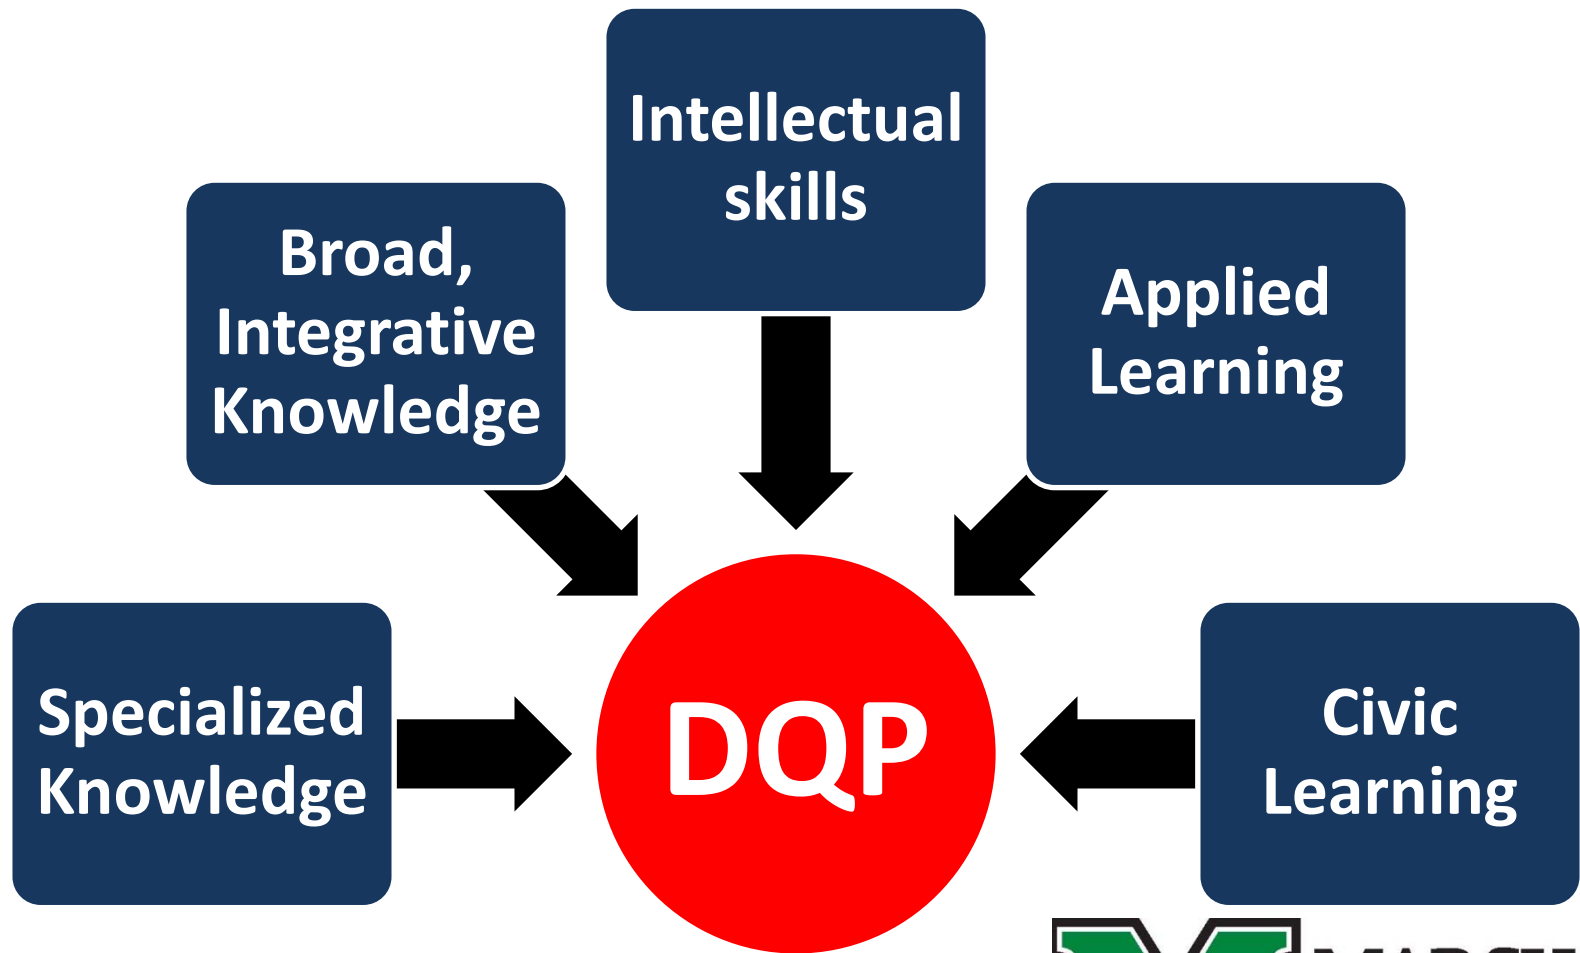 Intellectual
skills
Broad,
Integrative
Knowledge
Applied
Learning
Specialized
Knowledge
DQP
Civic
Learning